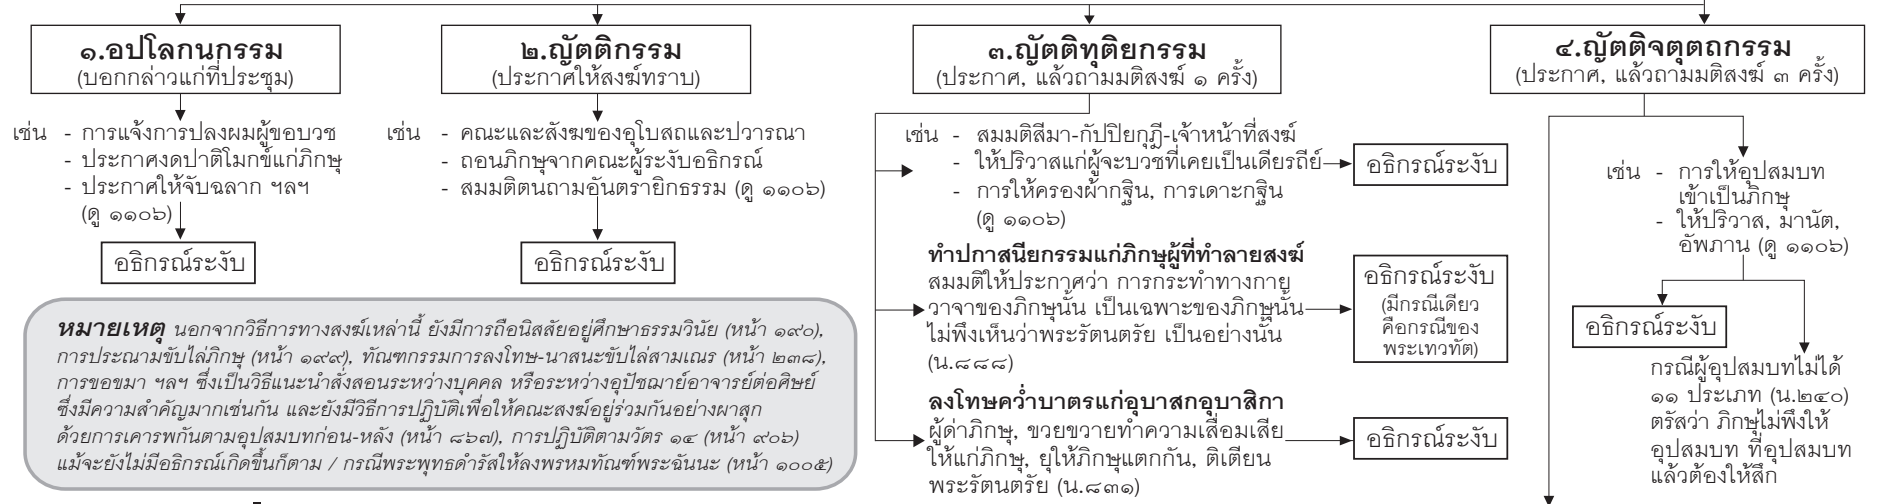 ๑.อปโลกนกรรม
(บอกกล่าวแก่ที่ประชุม)
เช่น - การแจ้งการปลงผมผู้ขอบวช
- ประกาศงดปาติโมกข์แก่ภิกษุ
- ประกาศให้จับฉลาก ฯลฯ
(ดู ๑๑๐๖)
อธิกรณ์ระงับ
๒.ญัตติกรรม
(ประกาศให้สงฆ์ทราบ)
เช่น - คณะและสังฆของอุโบสถและปวารณา
- ถอนภิกษุจากคณะผู้ระงับอธิกรณ์
- สมมติตนถามอันตรายิกธรรม (ดู ๑๑๐๖)
อธิกรณ์ระงับ
๓.ญัตติทุติยกรรม
(ประกาศ, แล้วถามมติสงฆ์ ๑ ครั้ง)
เช่น - สมมติสีมา-กัปปิยกุฎี-เจ้าหน้าที่สงฆ์
- ให้ปริวาสแก่ผู้จะบวชที่เคยเป็นเดียรถีย์
- การให้ครองผ้ากฐิน, การเดาะกฐิน
(ดู ๑๑๐๖)
อธิกรณ์ระงับ
ทำปกาสนียกรรมแก่ภิกษุผู้ที่ทำลายสงฆ์
สมมติให้ประกาศว่า การกระทำทางกาย
วาจาของภิกษุนั้น เป็นเฉพาะของภิกษุนั้น
ไม่พึงเห็นว่าพระรัตนตรัย เป็นอย่างนั้น
(น.๘๘๘)
อธิกรณ์ระงับ
(มีกรณีเดียว
คือกรณีของ
พระเทวทัต)
ลงโทษคว่ำบาตรแก่อุบาสกอุบาสิกา
ผู้ด่าภิกษุ, ขวยขวายทำความเสื่อมเสีย
ให้แก่ภิกษุ, ยุให้ภิกษุแตกกัน, ติเตียน
พระรัตนตรัย (น.๘๓๑)
อธิกรณ์ระงับ
๔.ญัตติจตุตถกรรม
(ประกาศ, แล้วถามมติสงฆ์ ๓ ครั้ง)
เช่น - การให้อุปสมบท
เข้าเป็นภิกษุ
- ให้ปริวาส, มานัต,
อัพภาน (ดู ๑๑๐๖)
อธิกรณ์ระงับ
กรณีผู้อุปสมบทไม่ได้
๑๑ ประเภท (น.๒๔๐)
ตรัสว่า ภิกษุไม่พึงให้
อุปสมบท ที่อุปสมบท
แล้วต้องให้สึก
หมายเหตุ นอกจากวิธีการทางสงฆ์เหล่านี้ ยังมีการถือนิสสัยอยู่ศึกษาธรรมวินัย (หน้า ๑๙๐),
การประณามขับไล่ภิกษุ (หน้า ๑๙๙), ทัณฑกรรมการลงโทษ-นาสนะขับไล่สามเณร (หน้า ๒๓๘),
การขอขมา ฯลฯ ซึ่งเป็นวิธีแนะนำสั่งสอนระหว่างบุคคล หรือระหว่างอุปัชฌาย์อาจารย์ต่อศิษย์
ซึ่งมีความสำคัญมากเช่นกัน และยังมีวิธีการปฏิบัติเพื่อให้คณะสงฆ์อยู่ร่วมกันอย่างผาสุก
ด้วยการเคารพกันตามอุปสมบทก่อน-หลัง (หน้า ๘๖๗), การปฏิบัติตามวัตร ๑๔ (หน้า ๙๐๖)
แม้จะยังไม่มีอธิกรณ์เกิดขึ้นก็ตาม / กรณีพระพุทธดำรัสให้ลงพรหมทัณฑ์พระฉันนะ (หน้า ๑๐๐๕)